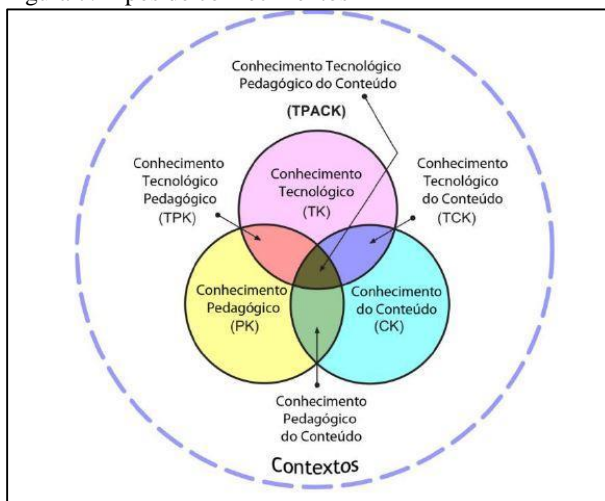 Conhecimento Tecnológico
Pedagógico do Conteúdo
(TPACK)
Conhecimento
Tecnológico
Pedagógico
(TPK)
Conhecimento
Tecnológico
(TK)
Conhecimento
Tecnológico
do Conteúdo
(TCK)
Conhecimento
Pedagógico
(PK)
Conhecimento
do Conteúdo
(CK)
Conhecimento
Pedagógico
do Conteúdo
Contextos